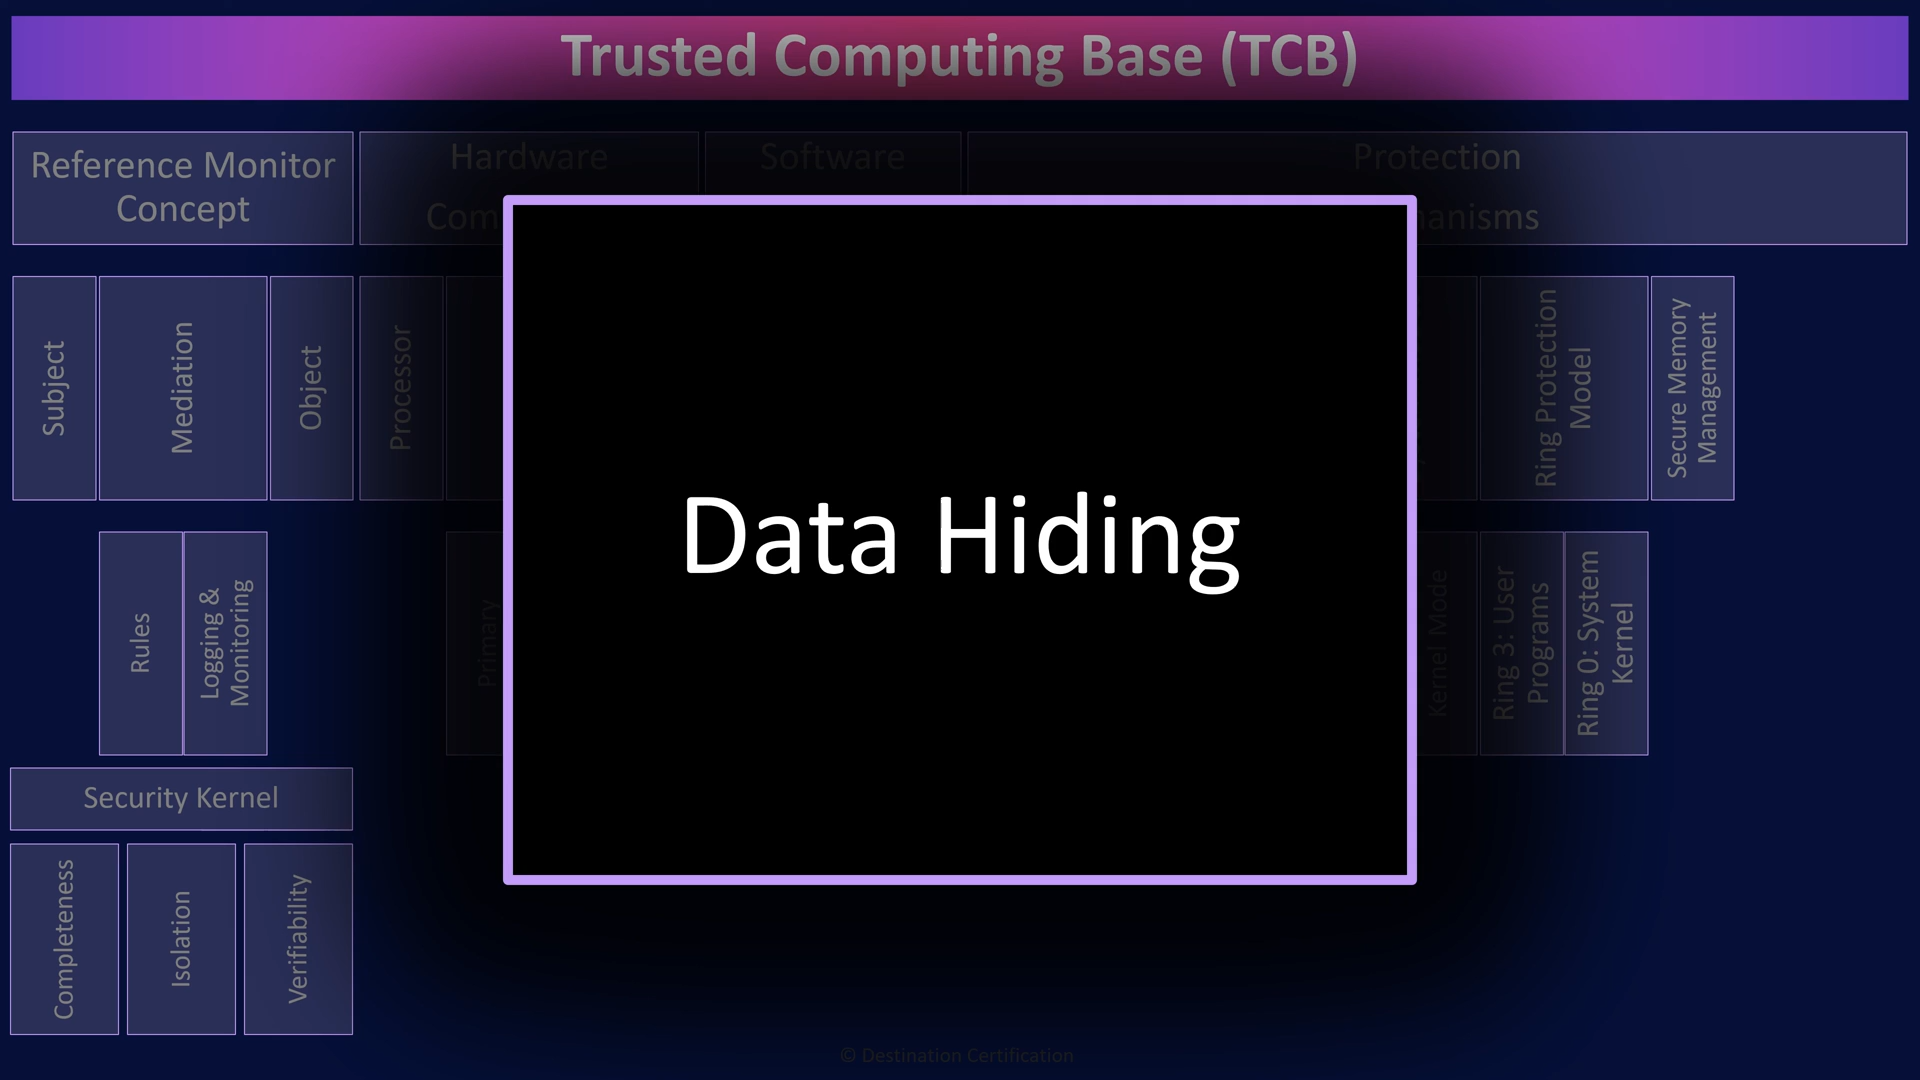 Trusted Computing Base (TCB)
Reference Monitor
Concept
Hardware
Com
Software
Protection
anisms
Subject
Mediation
Object
Processor
Ring Protection
Model
Secure Memory
Management
Data Hiding
Rules
Logging &
Monitoring
Primary
Kernel Mode
Ring 3: User
Programs
Ring 0: System
Kernel
Security Kernel
Completeness
Isolation
Verifiability
© Destination Certification